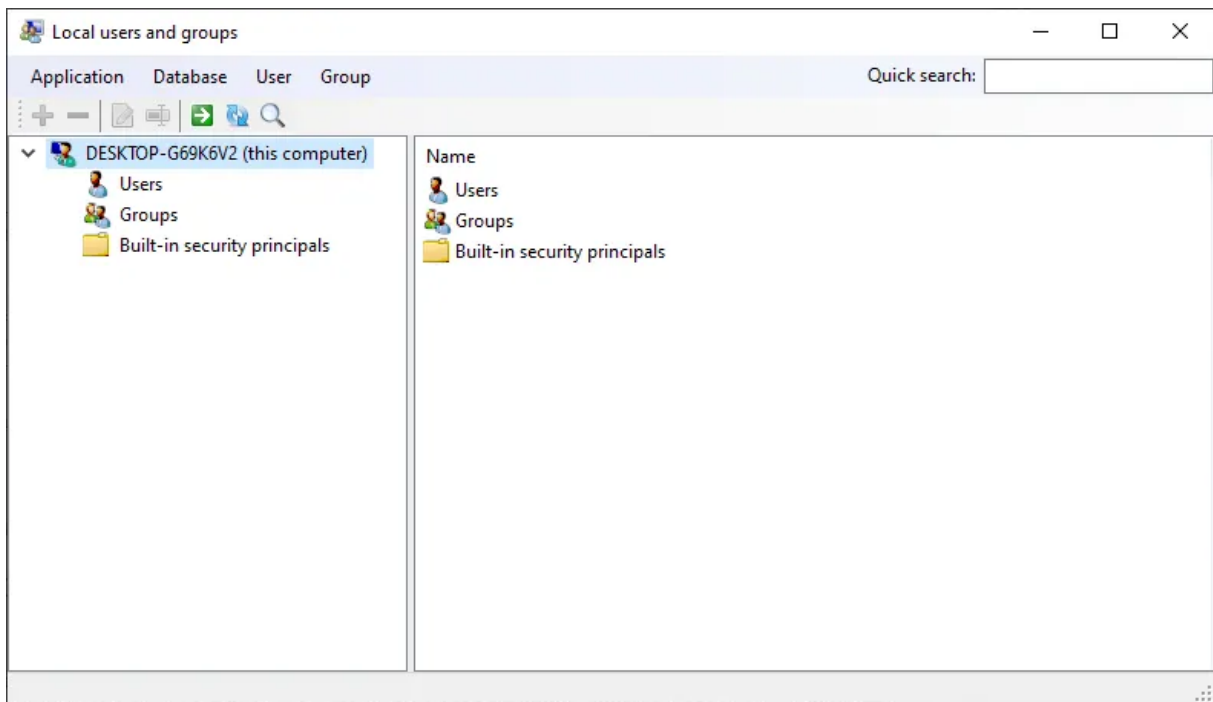 Local users and groups
Application Database User Group Quick search:
DESKTOP-G69K6V2 (this computer)
Users
Groups
Built-in security principals
Name
Users
Groups
Built-in security principals